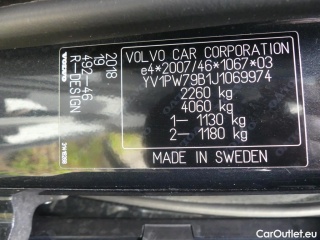 VOLVO CAR CORPORATION
e4*2007/46*1067*03
YV1PW79B1J1069974
2260 kg
4060 kg
1- 1130 kg
2- 1180 kg
MADE IN SWEDEN
2018
19
492-46
R-DESIGN
VOLVO
CarOutlet.eu